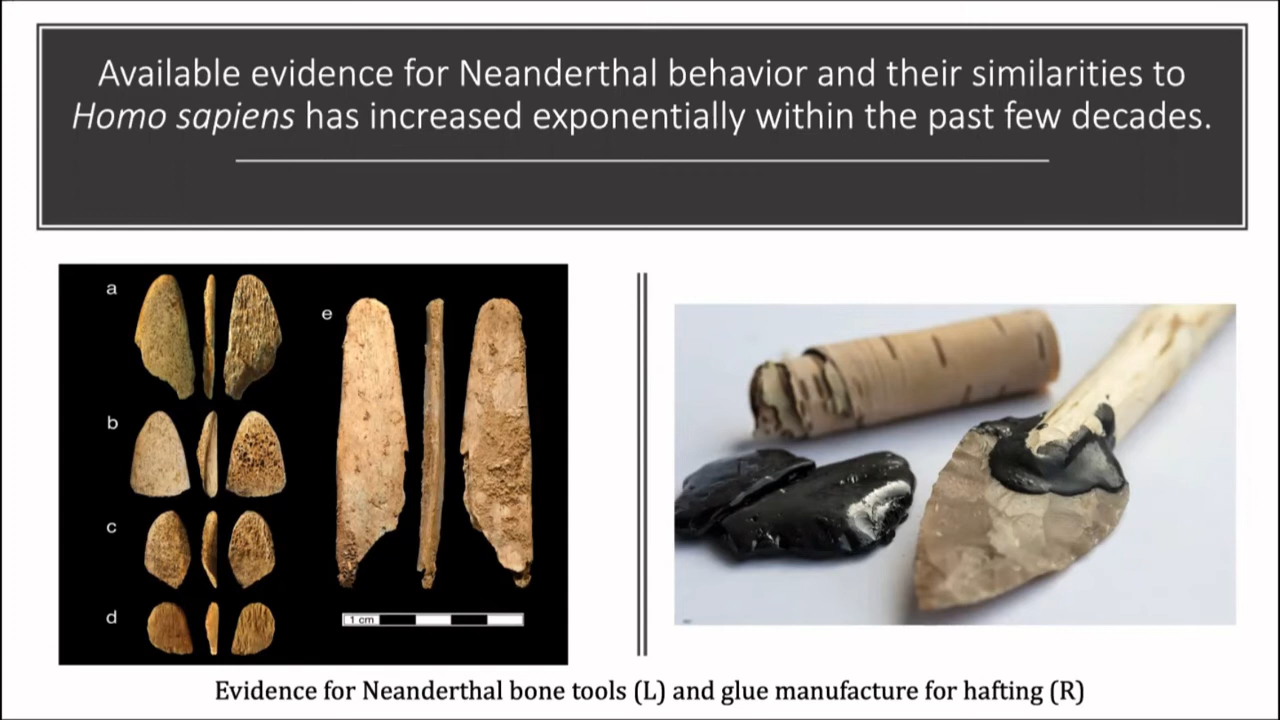 Available evidence for Neanderthal behavior and their similarities to
Homo sapiens has increased exponentially within the past few decades.
a
e
b
c
d
1 cm
Evidence for Neanderthal bone tools (L) and glue manufacture for hafting (R)